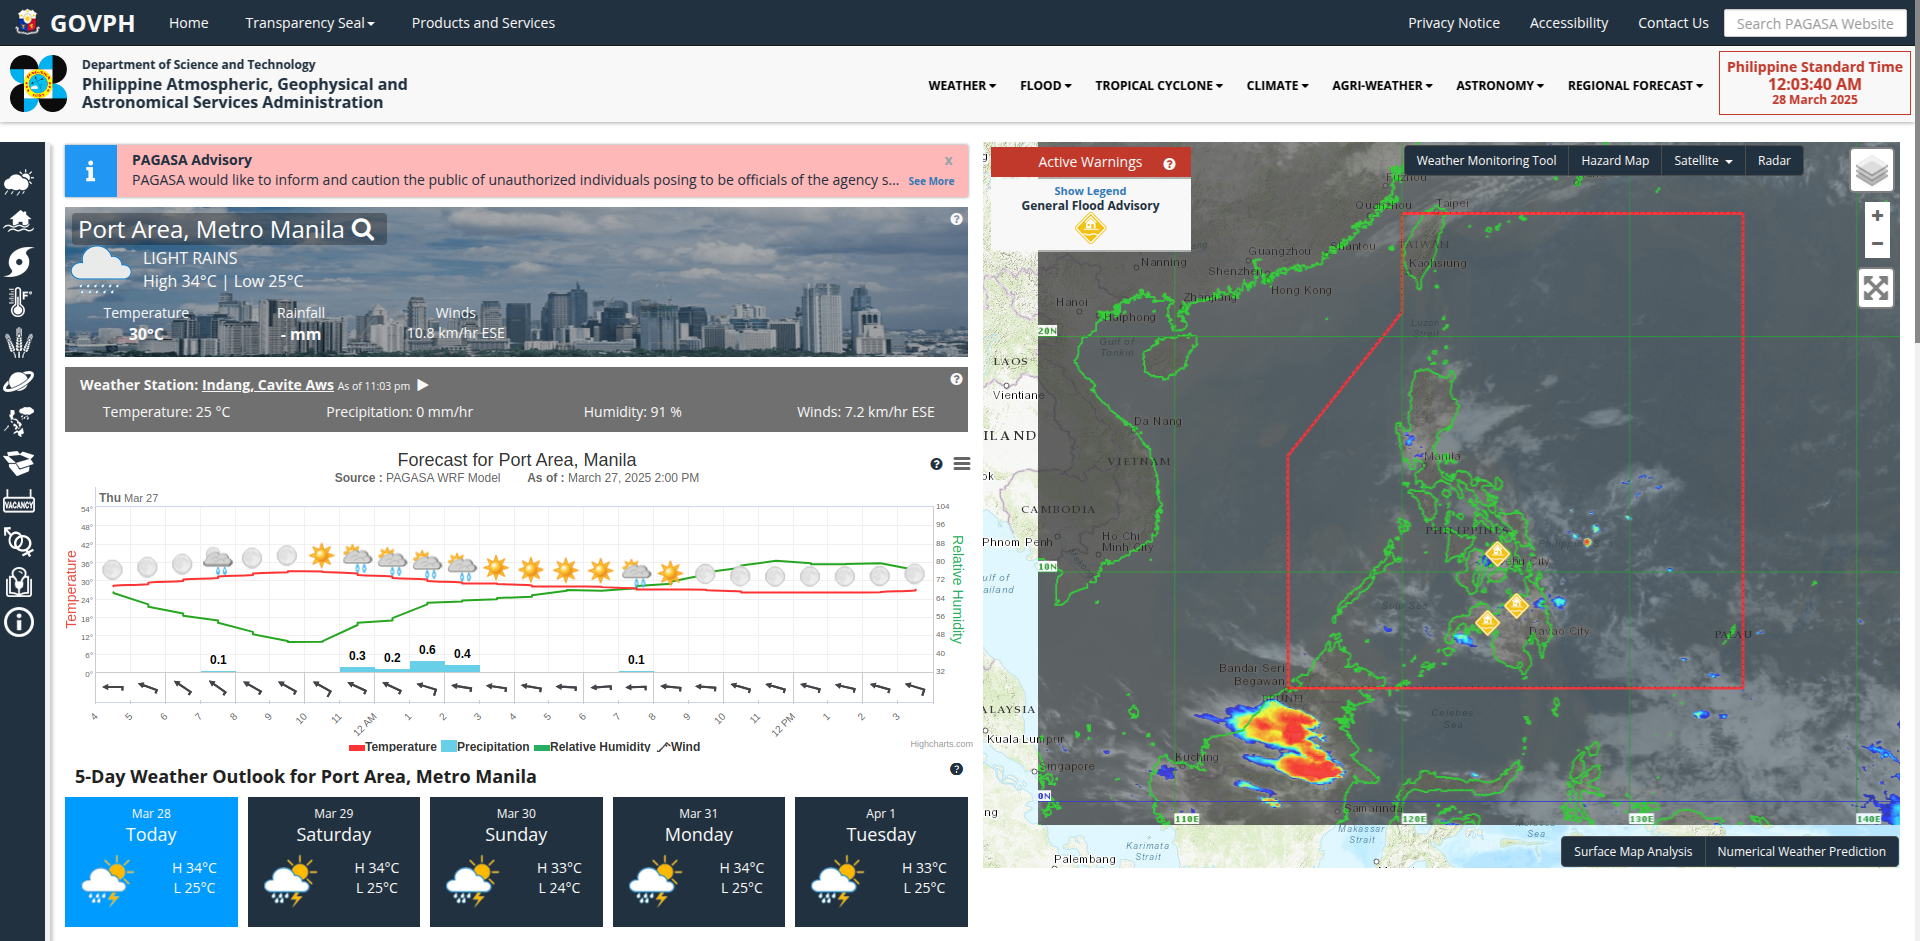 GOVPH
Home
Transparency Seal
Products and Services
Privacy Notice
Accessibility
Contact Us
Search PAGASA Website
Department of Science and Technology
Philippine Atmospheric, Geophysical and
Astronomical Services Administration
WEATHER
FLOOD
TROPICAL CYCLONE
CLIMATE
AGRI-WEATHER
ASTRONOMY
REGIONAL FORECAST
Philippine Standard Time
12:03:40 AM
28 March 2025
PAGASA Advisory
x
PAGASA would like to inform and caution the public of unauthorized individuals posing to be officials of the agency s...
See More
Port Area, Metro Manila
LIGHT RAINS
High 34°C | Low 25°C
Temperature
30°C
Rainfall
- mm
Winds
10.8 km/hr ESE
Weather Station: Indang, Cavite Aws As of 11:03 pm
Temperature: 25 °C
Precipitation: 0 mm/hr
Humidity: 91 %
Winds: 7.2 km/hr ESE
Forecast for Port Area, Manila
Source : PAGASA WRF Model
As of : March 27, 2025 2:00 PM
Thu Mar 27
Temperature
54°
48°
42°
36°
30°
24°
18°
12°
6°
0°
104
96
88
80
72
64
56
48
40
32
Relative Humidity
0.1
0.3
0.2
0.6
0.4
0.1
4
5
6
7
8
9
10
11
12 AM
1
2
3
4
5
6
7
8
9
10
11
12 PM
1
2
3
Temperature
Precipitation
Relative Humidity
Wind
Highcharts.com
5-Day Weather Outlook for Port Area, Metro Manila
Mar 28
Today
H 34°C
L 25°C
Mar 29
Saturday
H 34°C
L 25°C
Mar 30
Sunday
H 33°C
L 24°C
Mar 31
Monday
H 34°C
L 25°C
Apr 1
Tuesday
H 33°C
L 25°C
VACANCY
Active Warnings
Show Legend
General Flood Advisory
Weather Monitoring Tool
Hazard Map
Satellite
Radar
+
−
Fuzhou
Quanzhou
Taipei
Shantou
TAIWAN
Kaohsiung
Guangzhou
Shenzhen
Hong Kong
Nanning
Zhanjiang
Hanoi
Haiphong
Gulf of
Tonkin
20N
Luzon
Strait
LAOS
Vientiane
Da Nang
ILAND
VIETNAM
Manila
CAMBODIA
Phnom Penh
Ho Chi
Minh City
PHILIPPINES
Cebu City
10N
ulf of
ailand
Sulu Sea
Davao City
PALAU
Bandar Seri
Begawan
BRUNEI
ALAYSIA
Kuala Lumpur
Celebes
Sea
Kuching
Singapore
0N
Samarinda
110E
120E
130E
140E
ng
Makassar
Strait
Karimata
Strait
Palembang
Sea
Surface Map Analysis
Numerical Weather Prediction